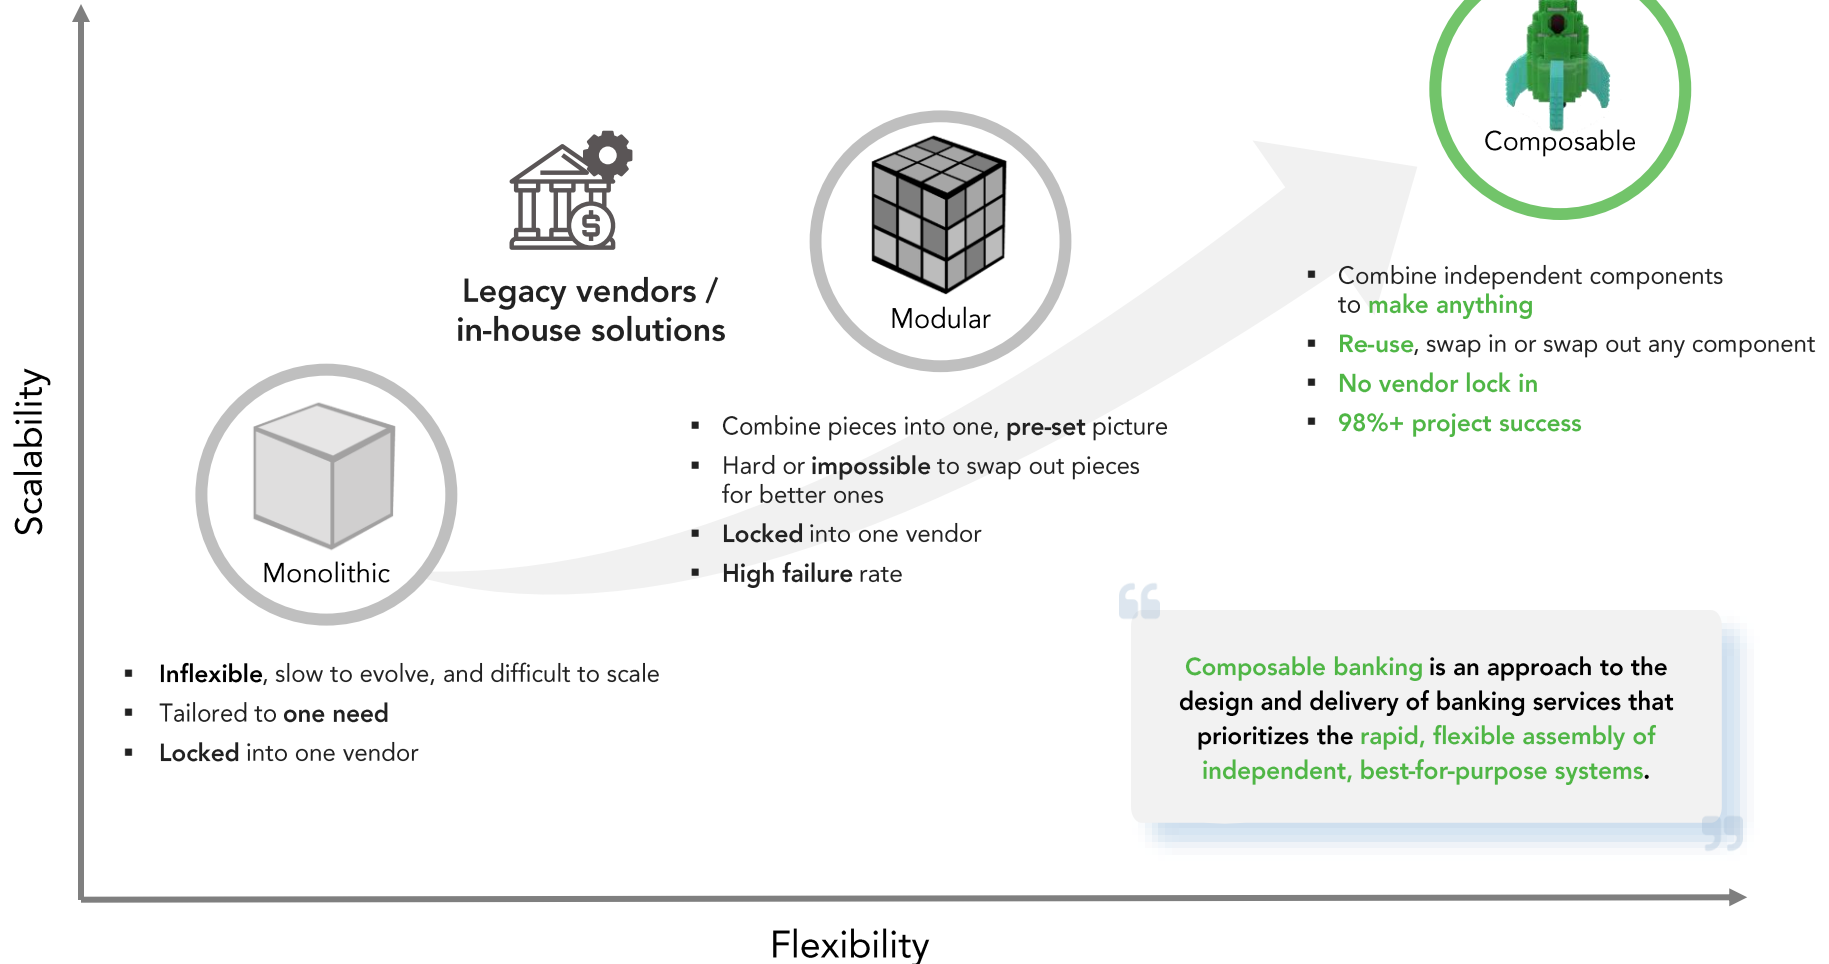 Composable
Legacy vendors /
in-house solutions
Modular
Combine independent components
to make anything
Re-use, swap in or swap out any component
No vendor lock in
98%+ project success
Scalability
Monolithic
Combine pieces into one, pre-set picture
Hard or impossible to swap out pieces
for better ones
Locked into one vendor
High failure rate
Inflexible, slow to evolve, and difficult to scale
Tailored to one need
Locked into one vendor
Composable banking is an approach to the
design and delivery of banking services that
prioritizes the rapid, flexible assembly of
independent, best-for-purpose systems.
Flexibility